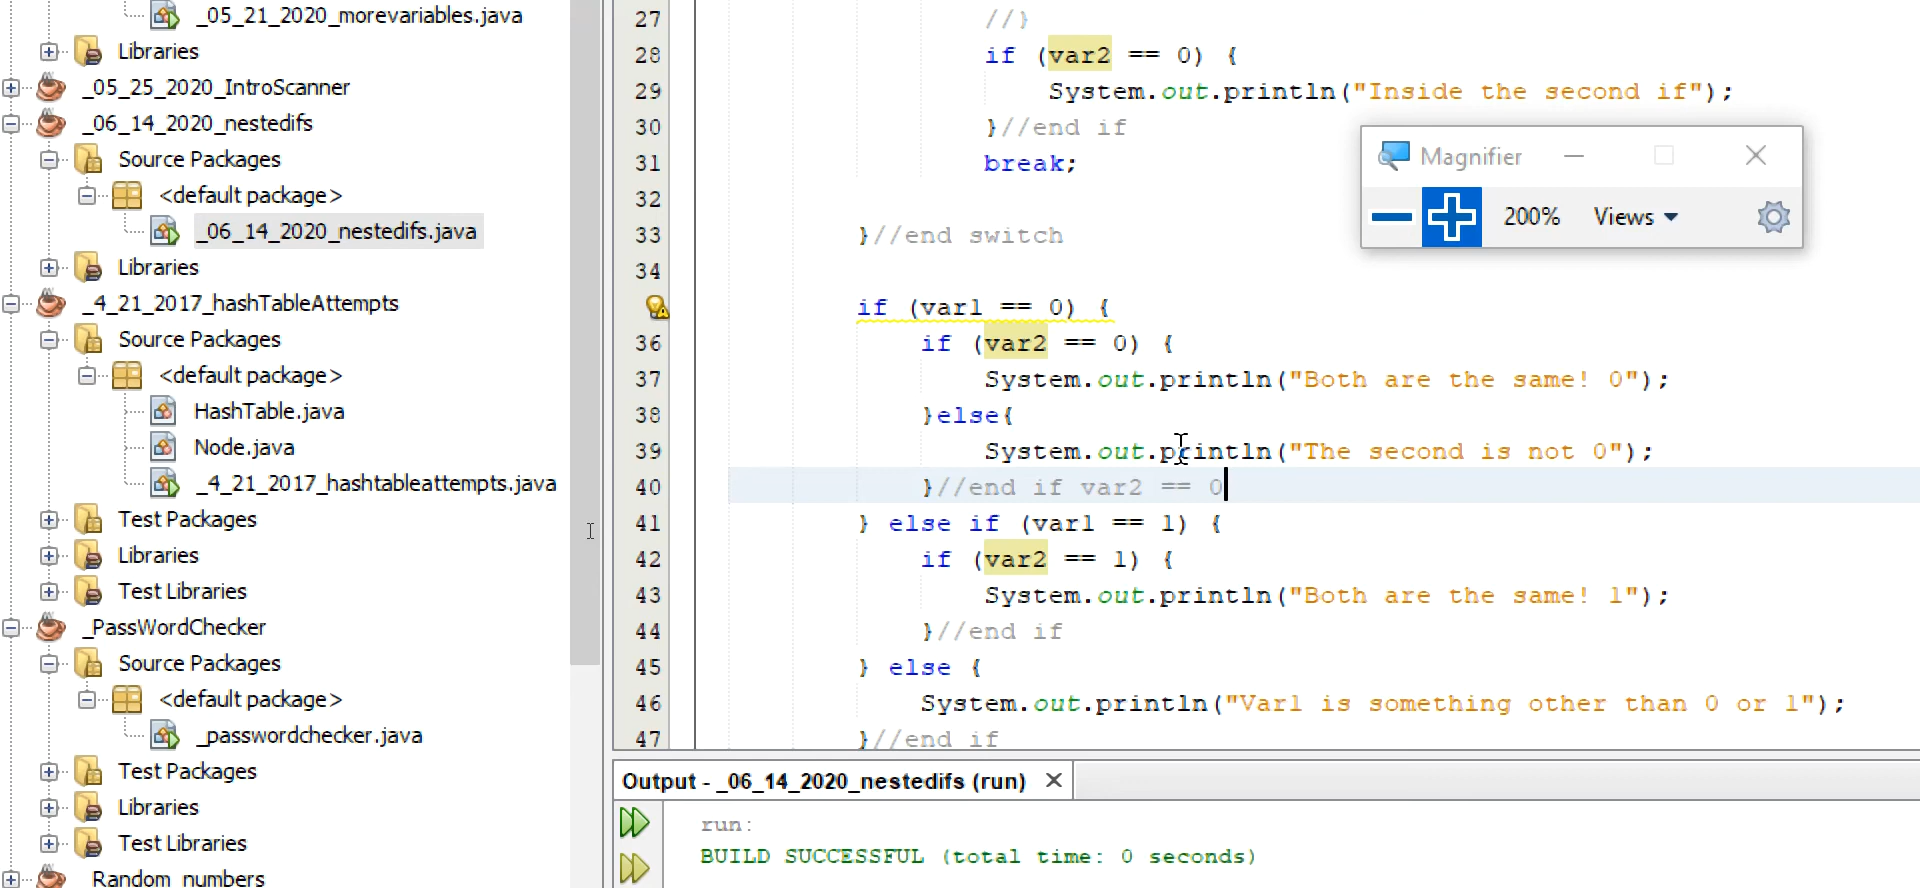 _05_21_2020_morevariables.java
Libraries
_05_25_2020_IntroScanner
_06_14_2020_nestedifs
Source Packages
<default package>
_06_14_2020_nestedifs.java
Libraries
_4_21_2017_hashTableAttempts
Source Packages
<default package>
HashTable.java
Node.java
_4_21_2017_hashtableattempts.java
Test Packages
Libraries
Test Libraries
_PassWordChecker
Source Packages
<default package>
_passwordchecker.java
Test Packages
Libraries
Test Libraries
Random_numbers
27 //}
28 if (var2 == 0) {
29 System.out.println("Inside the second if");
30 }//end if
31 break;
32
33 }//end switch
34
if (var1 == 0) {
36 if (var2 == 0) {
37 System.out.println("Both are the same! 0");
38 }else{
39 System.out.println("The second is not 0");
40 }//end if var2 == 0
41 } else if (var1 == 1) {
42 if (var2 == 1) {
43 System.out.println("Both are the same! 1");
44 }//end if
45 } else {
46 System.out.println("Var1 is something other than 0 or 1");
47 }//end if
Magnifier
200% Views
Output - _06_14_2020_nestedifs (run)
run:
BUILD SUCCESSFUL (total time: 0 seconds)